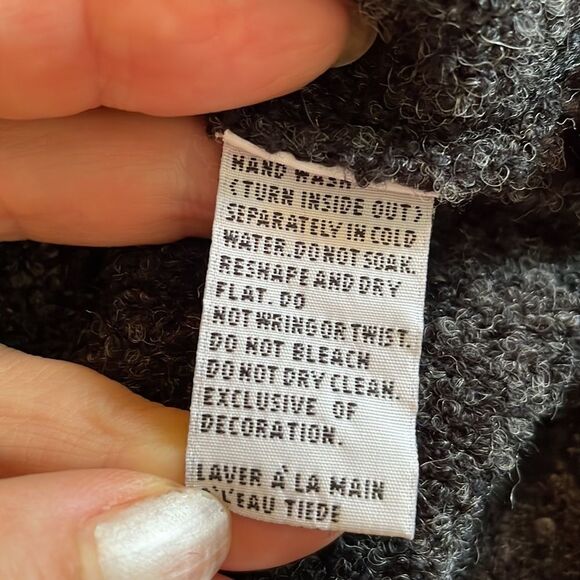 HAND WASH
(TURN INSIDE OUT)
SEPARATELY IN COLD
WATER. DO NOT SOAK.
RESHAPE AND DRY
FLAT. DO
NOT WRING OR TWIST.
DO NOT BLEACH
DO NOT DRY CLEAN.
EXCLUSIVE OF
DECORATION.
LAVER À LA MAIN
L'EAU TIEDE